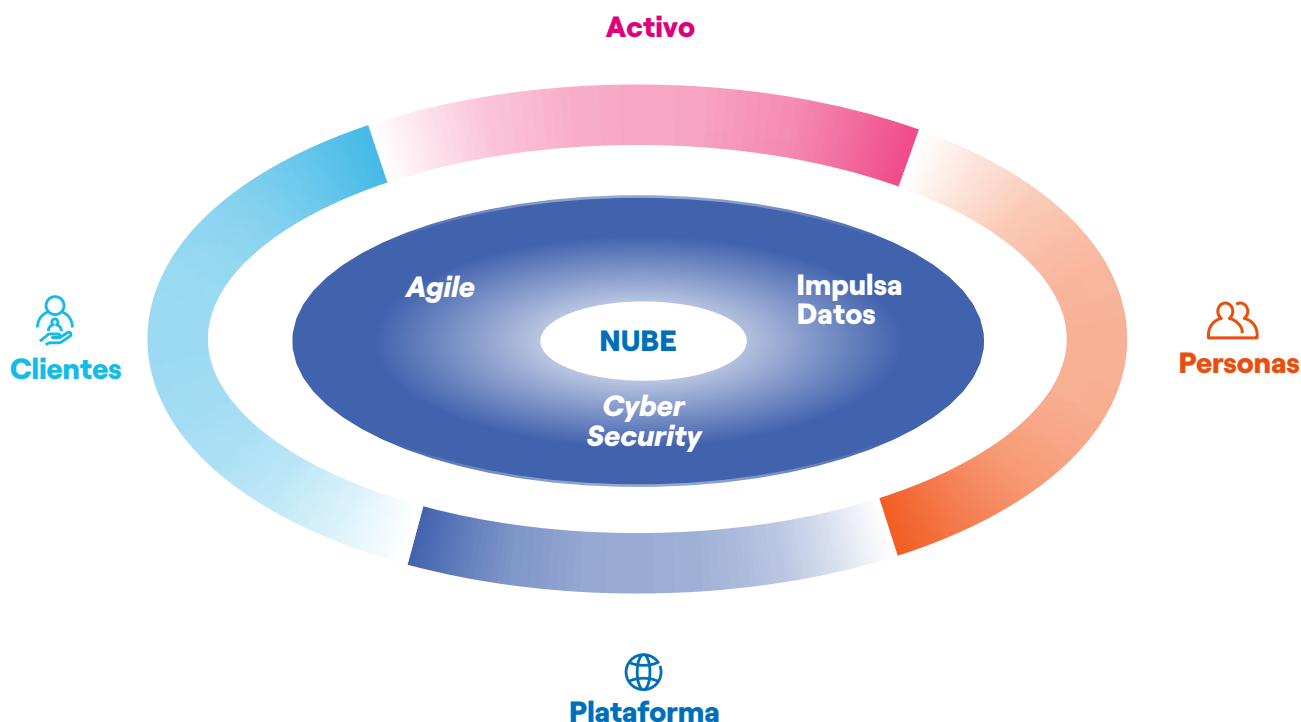 Activo
Agile
Impulsa
Datos
NUBE
Clientes
Personas
Cyber
Security
Plataforma